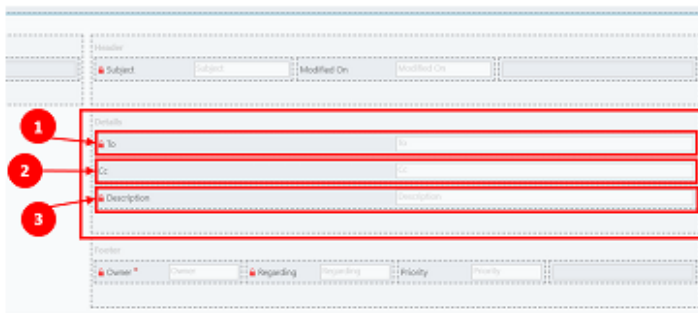 Header
Subject Subject Modified On Modified On
Details
1
To To
2
Cc Cc
3
Description Description
Footer
Owner * Owner Regarding Regarding Priority Priority